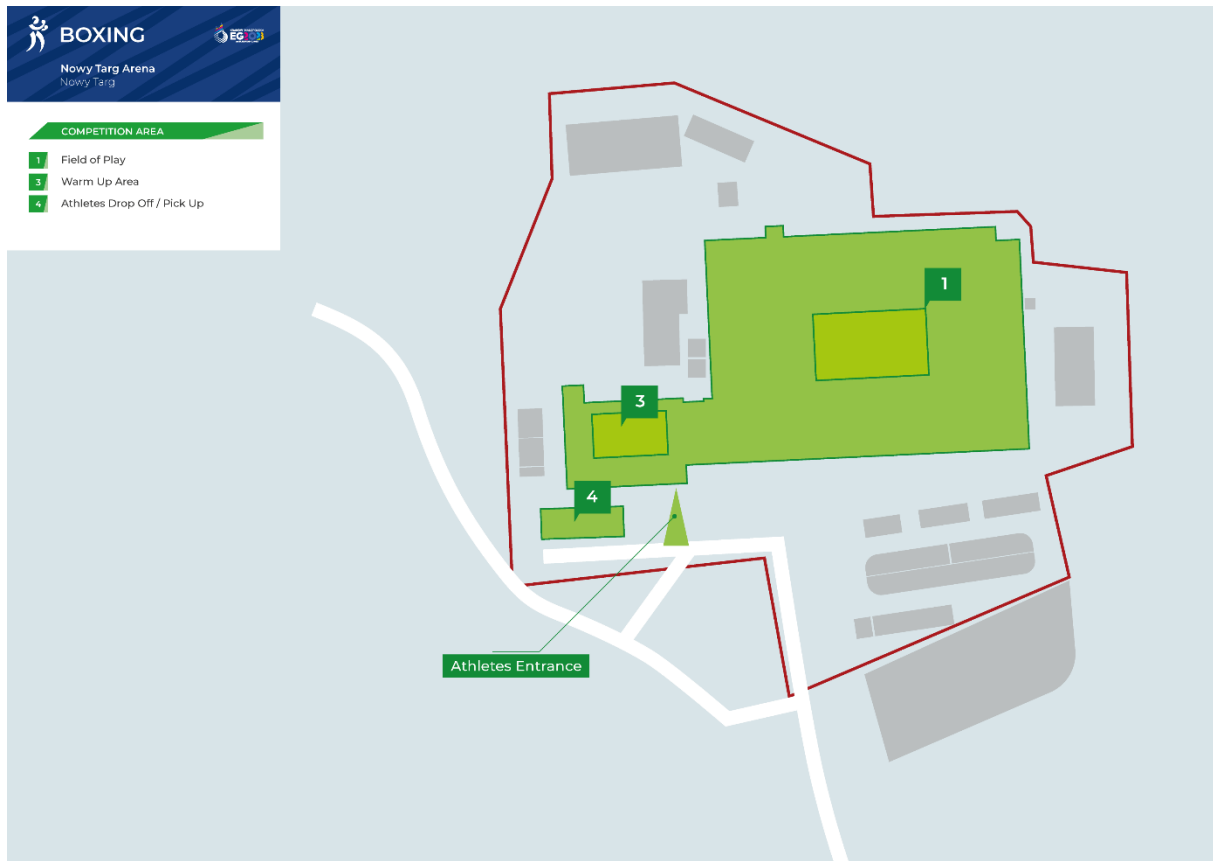 BOXING
EG2023
Nowy Targ Arena
Nowy Targ
COMPETITION AREA
1 Field of Play
3 Warm Up Area
4 Athletes Drop Off / Pick Up
1
3
4
Athletes Entrance